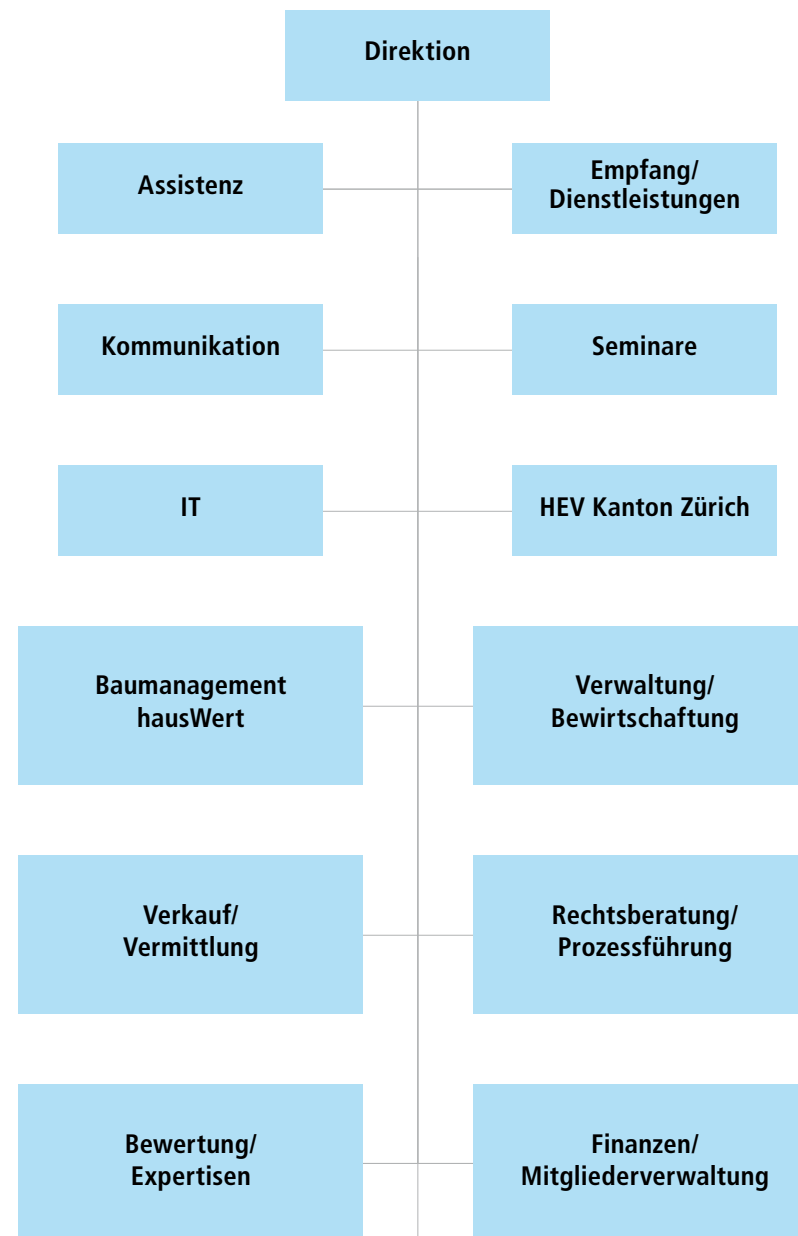 Direktion
Assistenz
Empfang/
Dienstleistungen
Kommunikation
Seminare
IT
HEV Kanton Zürich
Baumanagement
hausWert
Verwaltung/
Bewirtschaftung
Verkauf/
Vermittlung
Rechtsberatung/
Prozessführung
Bewertung/
Expertisen
Finanzen/
Mitgliederverwaltung